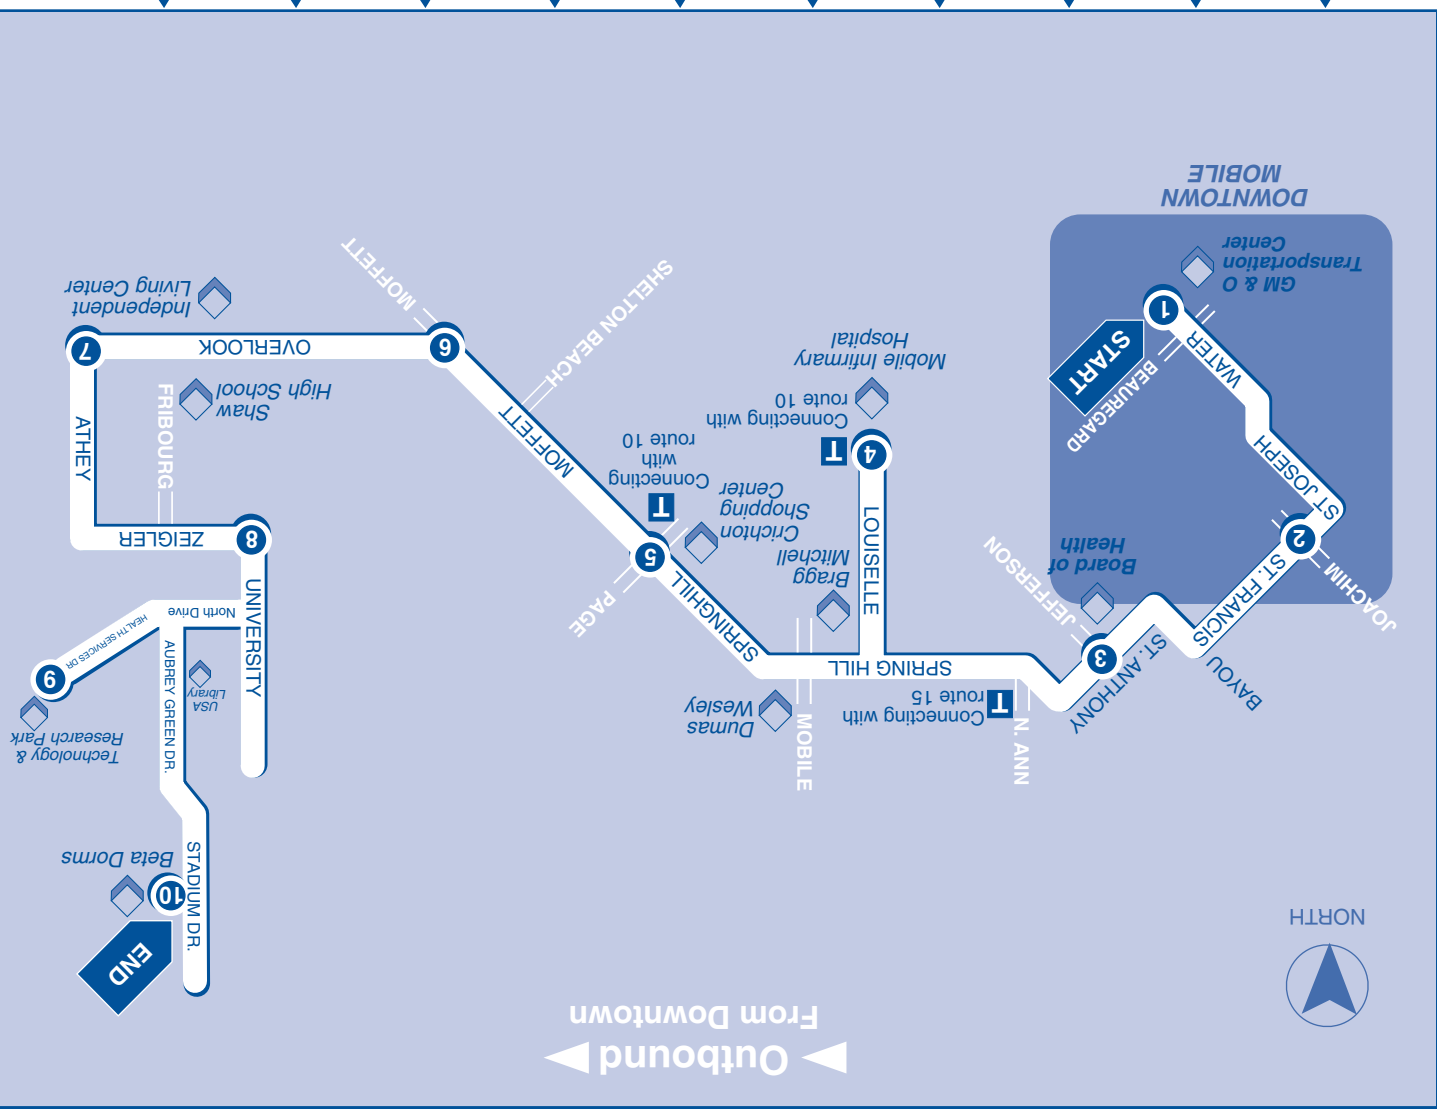 Outbound
From Downtown
NORTH
END
10
Beta Dorms
STADIUM DR.
AUBREY GREEN DR.
Technology &
Research Park
9
HEALTH SERVICES DR
North Drive
USA
Library
UNIVERSITY
8
ZEIGLER
FRIBOURG
ATHEY
Shaw
High School
7
OVERLOOK
Independent
Living Center
6
MOFFETT
MOFFETT
SHELTON BEACH
T
Connecting
with
route 10
5
PAGE
Crichton
Shopping
Center
SPRINGHILL
Bragg
Mitchell
Dumas
Wesley
MOBILE
SPRING HILL
LOUISELLE
4
T
Connecting with
route 10
Mobile Infirmary
Hospital
Connecting with
route 15
T
N. ANN
3
JEFFERSON
ST. ANTHONY
Board of
Health
BAYOU
ST. FRANCIS
2
JOACHIM
ST JOSEPH
WATER
BEAUREGARD
START
1
GM & O
Transportation
Center
DOWNTOWN
MOBILE